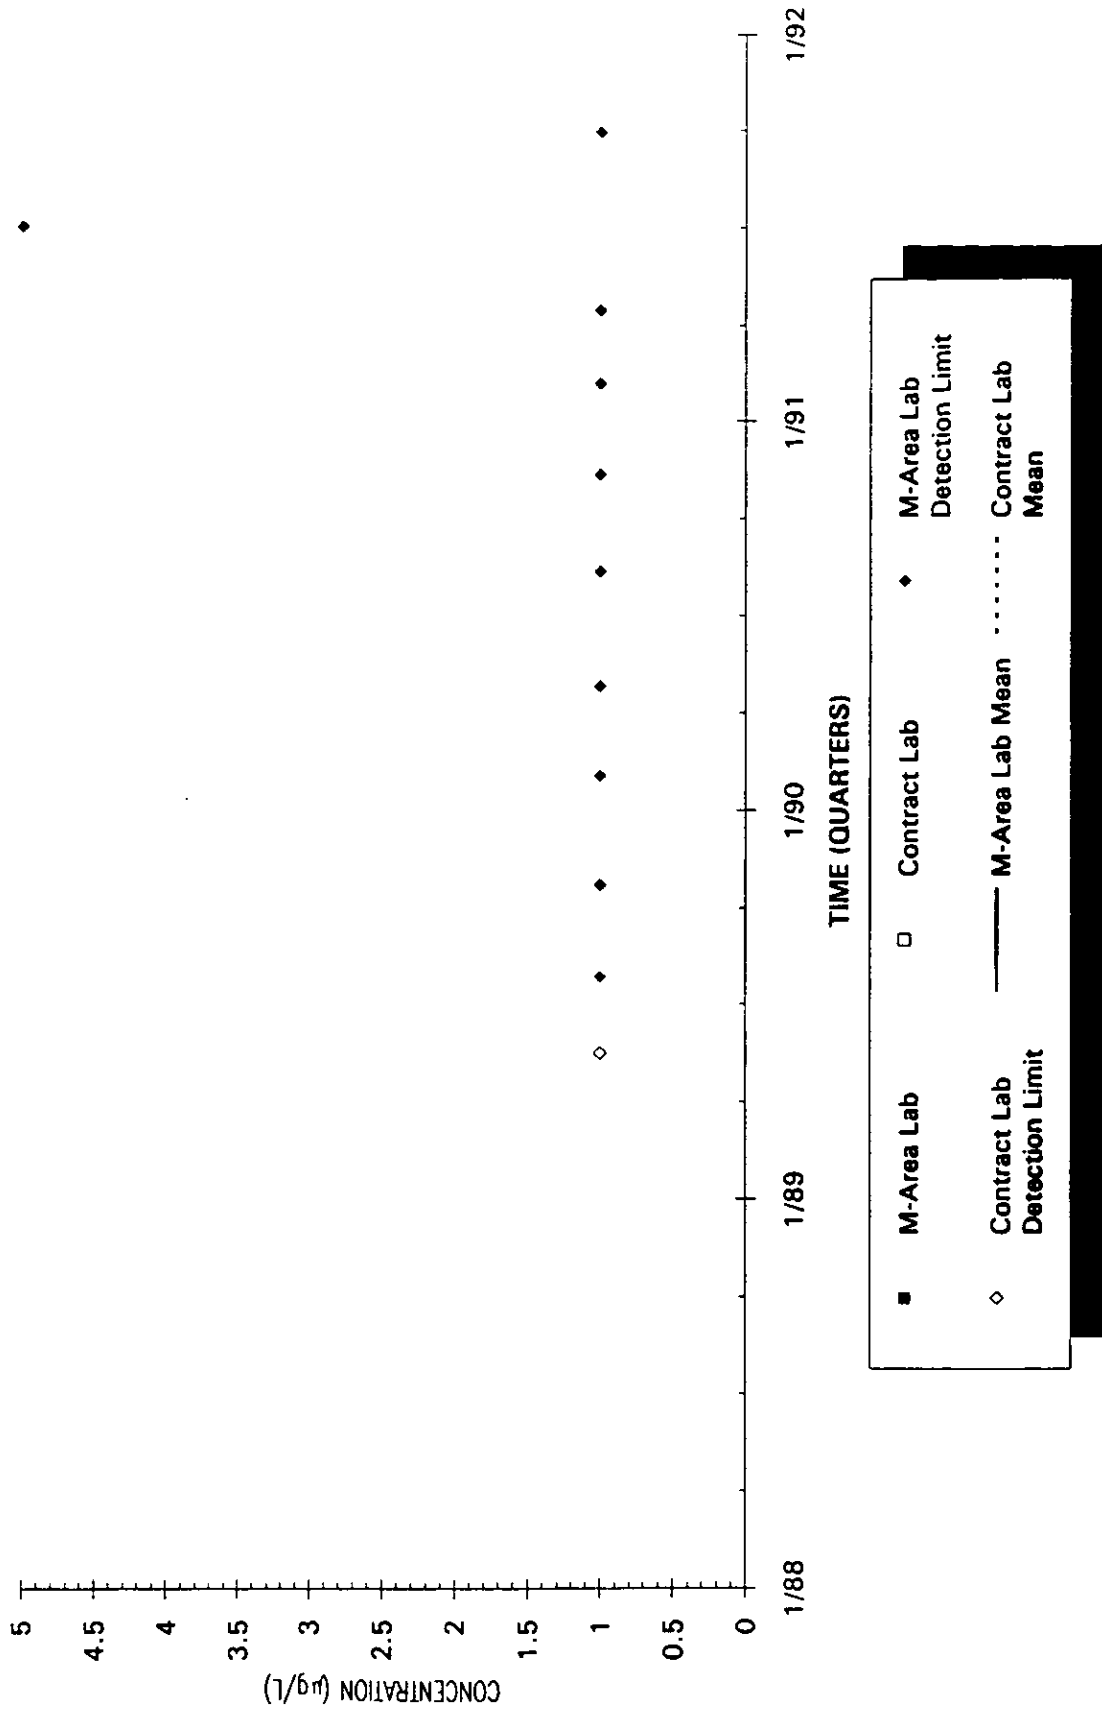 CONCENTRATION (µg/L)
5
4.5
4
3.5
3
2.5
2
1.5
1
0.5
0
1/88
1/89
1/90
1/91
1/92
TIME (QUARTERS)
M-Area Lab
Contract Lab
M-Area Lab
Detection Limit
Contract Lab
Detection Limit
M-Area Lab Mean
Contract Lab
Mean